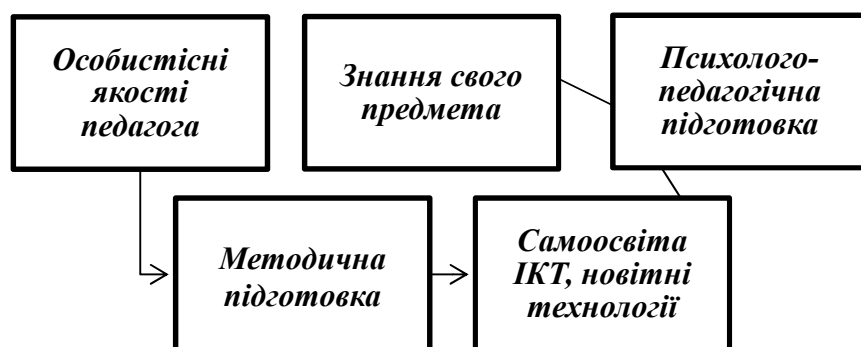 Особистісні
якості
педагога
Знання свого
предмета
Психолого-
педагогічна
підготовка
Методична
підготовка
Самоосвіта
ІКТ, новітні
технології